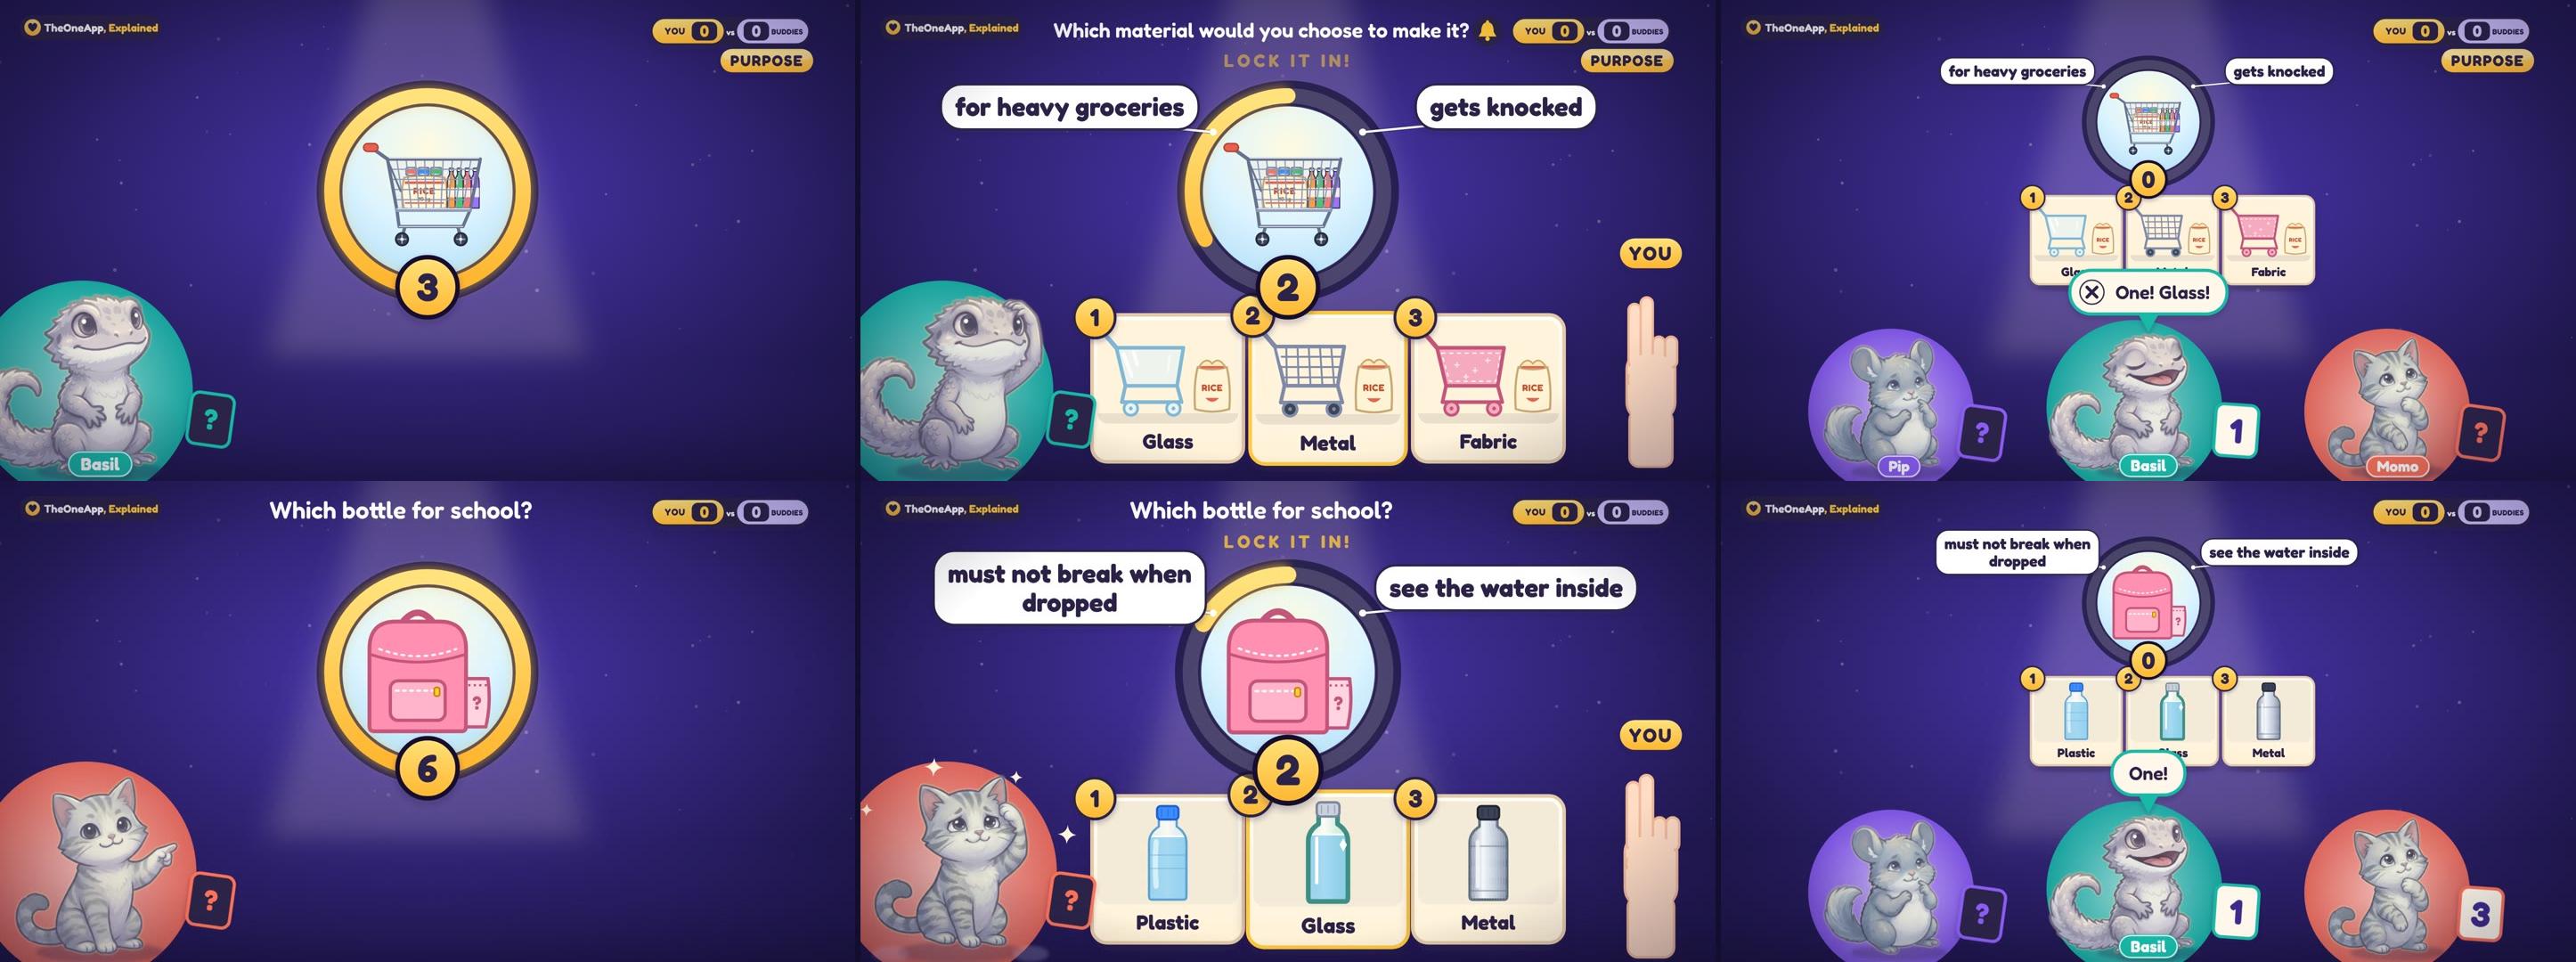 TheOneApp, Explained
YOU 0 vs 0 BUDDIES
PURPOSE
RICE
3
Basil
?
TheOneApp, Explained
Which material would you choose to make it?
YOU 0 vs 0 BUDDIES
LOCK IT IN!
PURPOSE
for heavy groceries
gets knocked
RICE
2
YOU
1
2
3
RICE
RICE
RICE
Glass
Metal
Fabric
?
TheOneApp, Explained
YOU 0 vs 0 BUDDIES
PURPOSE
for heavy groceries
gets knocked
0
1
2
3
RICE
RICE
RICE
Fabric
One! Glass!
?
1
?
Pip
Basil
Momo
TheOneApp, Explained
Which bottle for school?
YOU 0 vs 0 BUDDIES
?
6
?
TheOneApp, Explained
Which bottle for school?
YOU 0 vs 0 BUDDIES
LOCK IT IN!
must not break when
dropped
see the water inside
?
2
YOU
1
2
3
Plastic
Glass
Metal
?
TheOneApp, Explained
YOU 0 vs 0 BUDDIES
must not break when
dropped
see the water inside
?
0
1
2
3
Plastic
Metal
One!
?
1
3
Basil